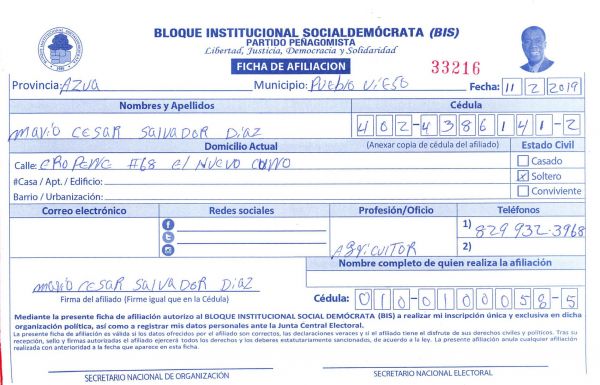 BLOQUE INSTITUCIONAL SOCIALDEMÓCRATA (BIS)
PARTIDO PEÑAGOMISTA
Libertad, Justicia, Democracia y Solidaridad
FICHA DE AFILIACION
33216
Provincia: AZUA Municipio: PUEBLO VIEJO Fecha: 11 2 2019
Nombres y Apellidos Cédula
MARIO CESAR SALVADOR DIAZ 402-4386141-2
Domicilio Actual (Anexar copia de cédula del afiliado) Estado Civil
Calle: #68 el NUEVO Casado
#Casa / Apt. / Edificio: x Soltero
Barrio / Urbanización: Conviviente
Correo electrónico Redes sociales Profesión/Oficio Teléfonos
1) 829 932-3968
AGRICUITOR 2)
Nombre completo de quien realiza la afiliación
MARIO CESAR SALVADOR DIAZ
Firma del afiliado (Firme igual que en la Cédula) Cédula: 010-0100058-5
Mediante la presente ficha de afiliación autorizo al BLOQUE INSTITUCIONAL SOCIAL DEMÓCRATA (BIS) a realizar mi inscripción única y exclusiva en dicha
organización política, así como a registrar mis datos personales ante la Junta Central Electoral.
La presente ficha de afiliación es válida si los datos ofrecidos por el afiliado son correctos, las declaraciones veraces y si el afiliado tiene el disfrute de sus derechos civiles y políticos. Tras su
recepción, sello y firmas autorizadas el afiliado ejercerá todos los derechos y los deberes estatutariamente sancionados, de acuerdo a la ley. La presente afiliación anula cualquier afiliación
realizada con anterioridad a la fecha que aparece en esta ficha.
SECRETARIO NACIONAL DE ORGANIZACIÓN SECRETARIO NACIONAL ELECTORAL